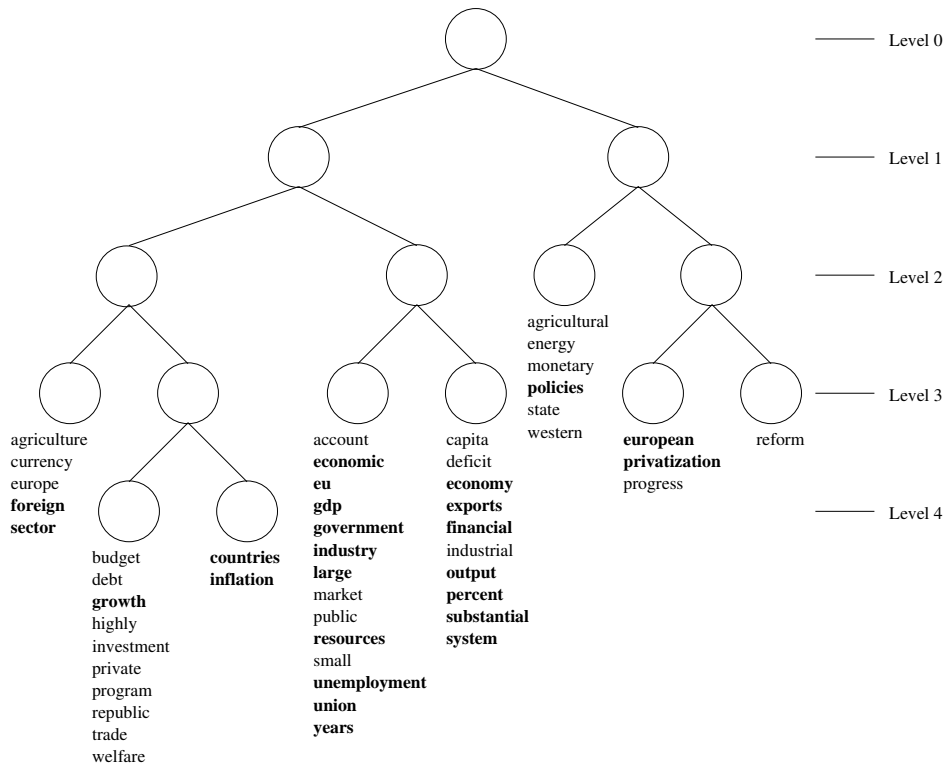 Level 0
Level 1
Level 2
agricultural
energy
monetary
policies
state
western
Level 3
agriculture
currency
europe
foreign
sector
account
economic
eu
gdp
government
industry
large
market
public
resources
small
unemployment
union
years
capita
deficit
economy
exports
financial
industrial
output
percent
substantial
system
european
privatization
progress
reform
Level 4
budget
debt
growth
highly
investment
private
program
republic
trade
welfare
countries
inflation